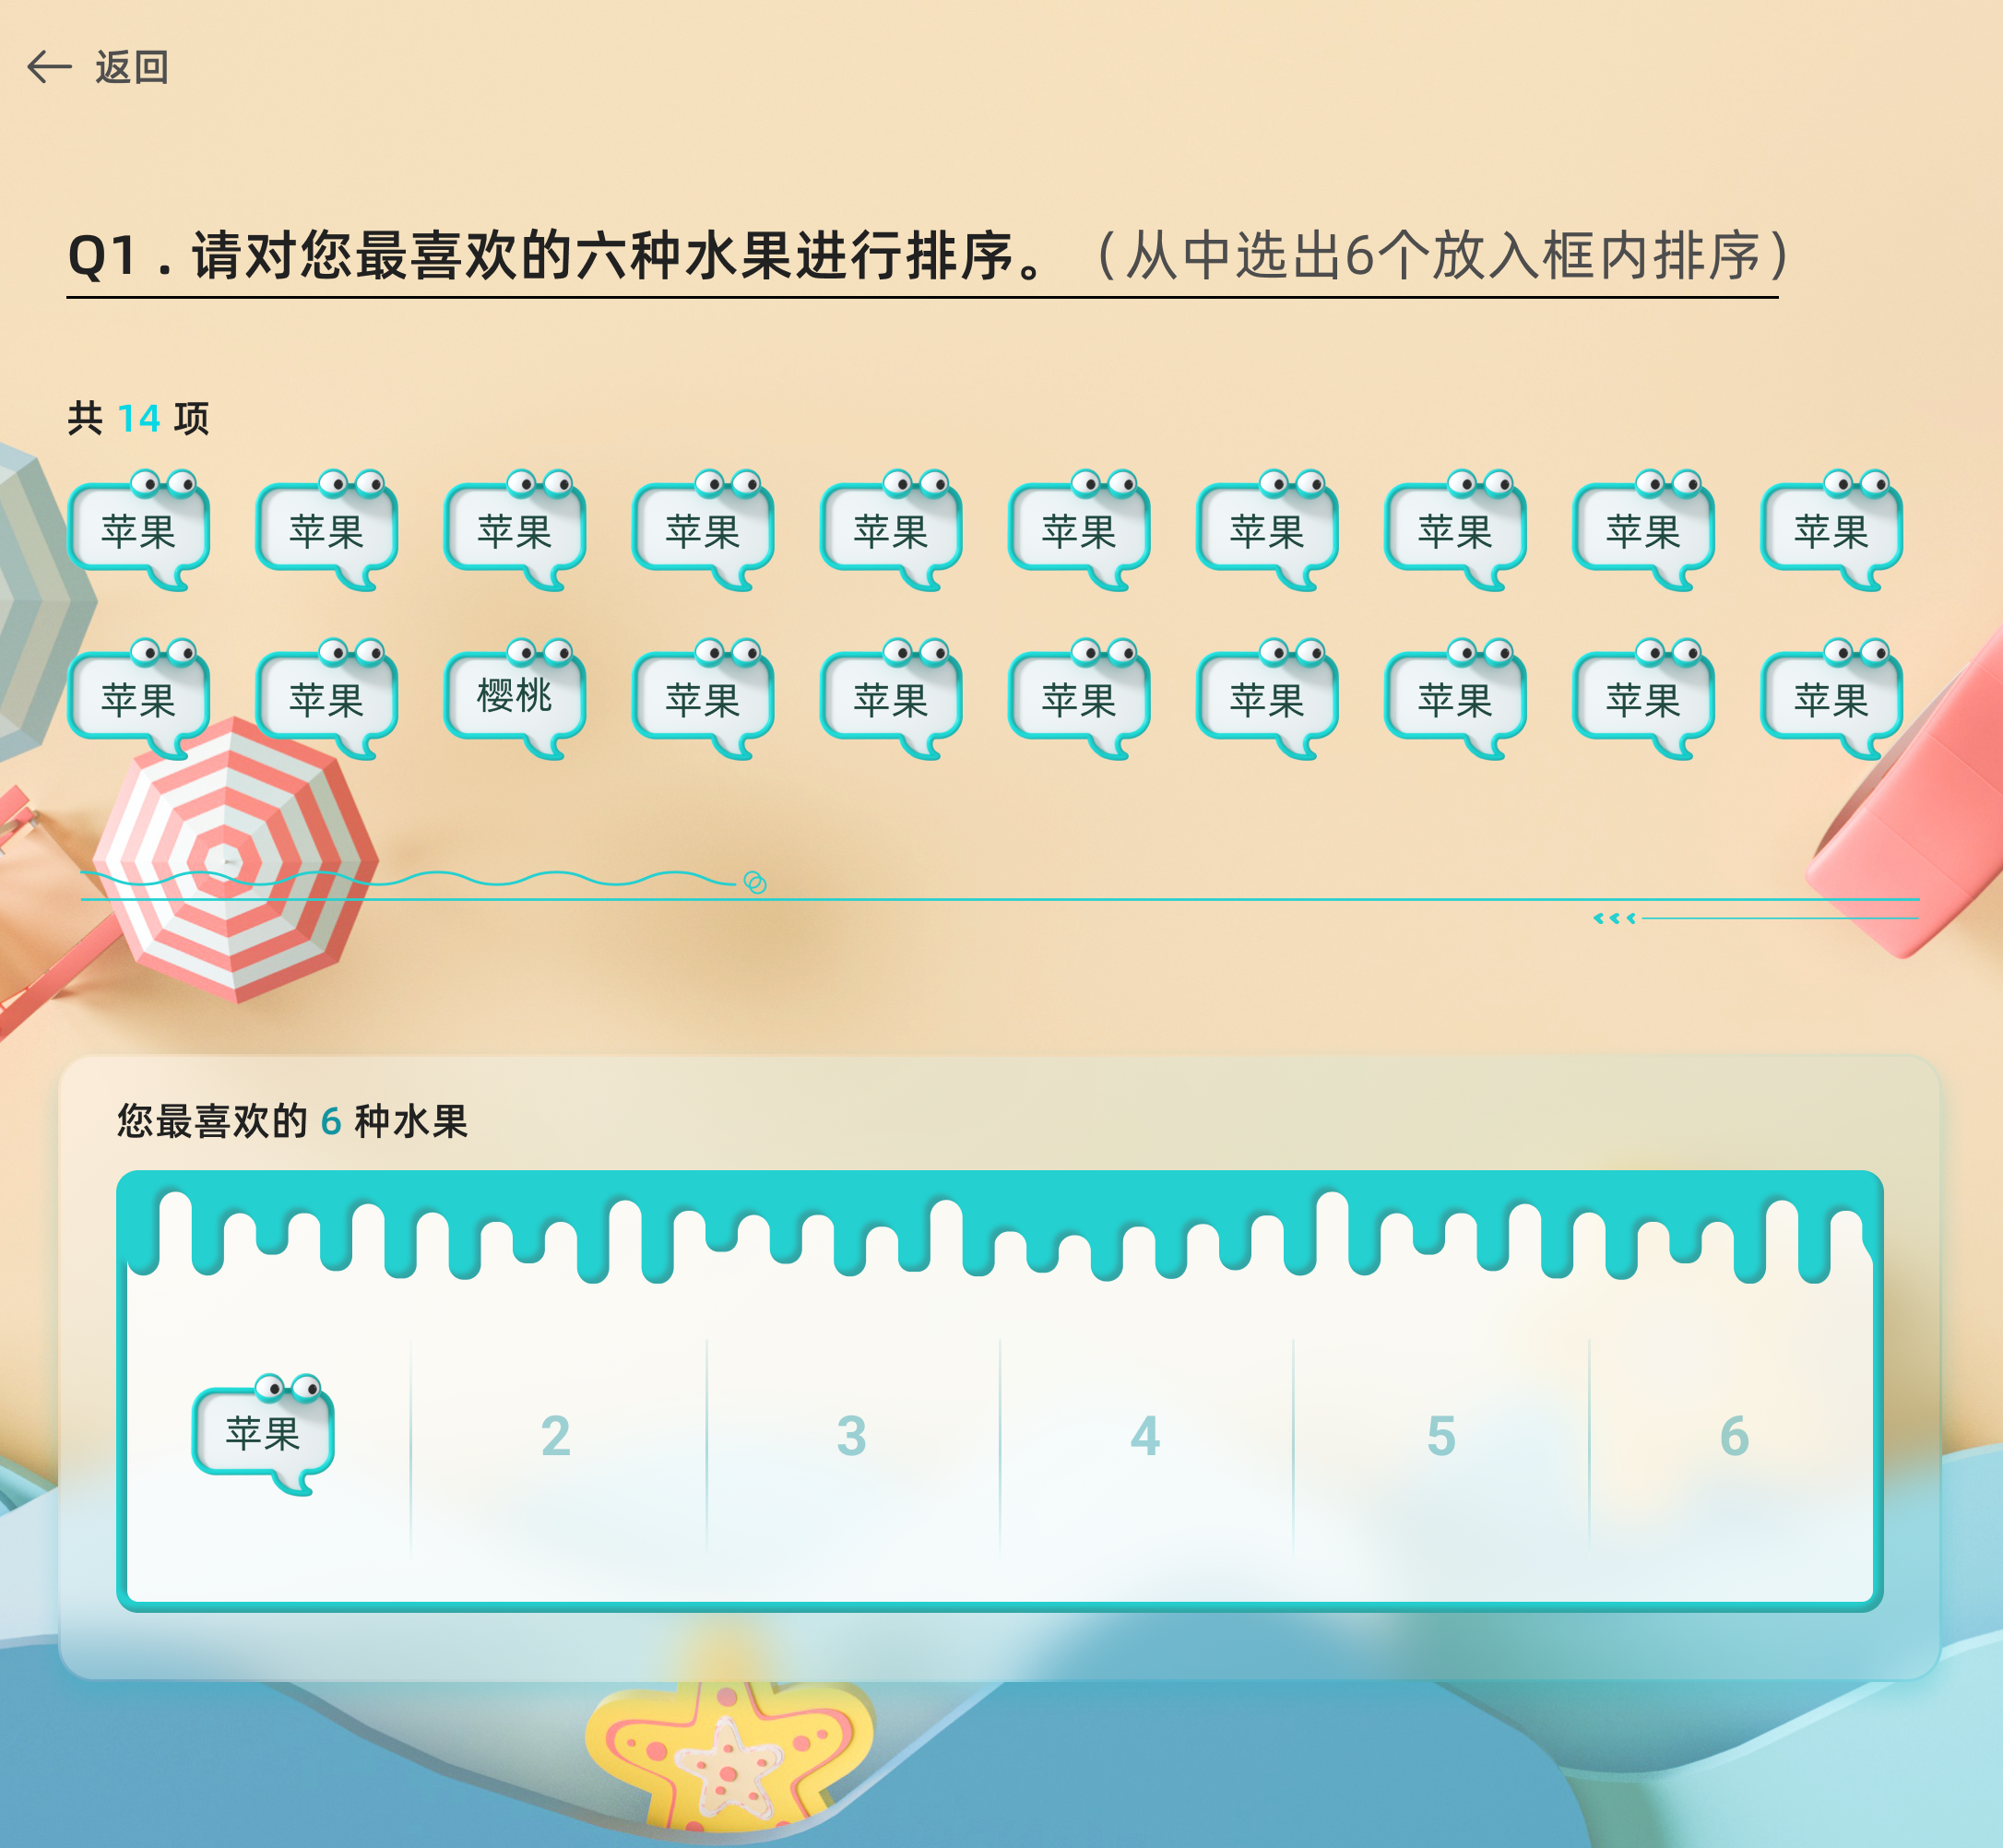 返回
Q1 . 请对您最喜欢的六种水果进行排序。（从中选出6个放入框内排序）
共 14 项
苹果 苹果 苹果 苹果 苹果 苹果 苹果 苹果 苹果 苹果
苹果 苹果 樱桃 苹果 苹果 苹果 苹果 苹果 苹果 苹果
您最喜欢的 6 种水果
苹果 2 3 4 5 6